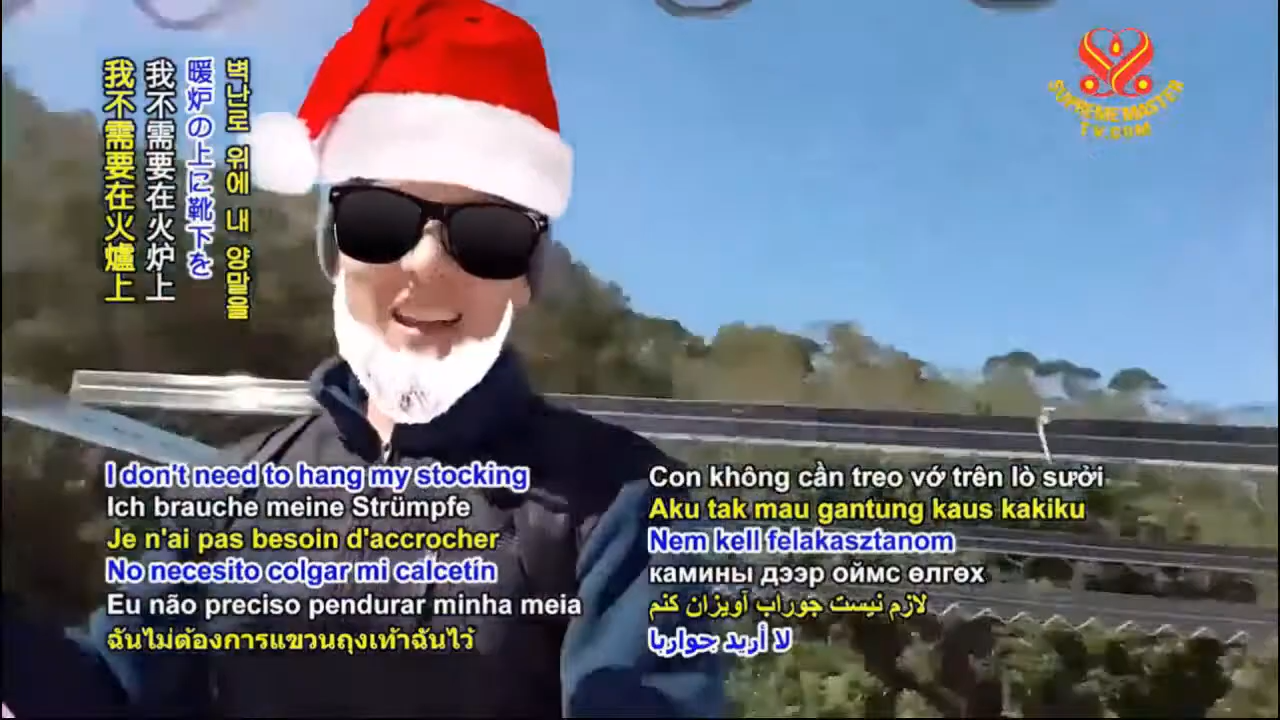 我不需要在火爐上
我不需要在火炉上
暖炉の上に靴下を
벽난로 위에 내 양말을
SUPREME MASTER
TV.COM
I don't need to hang my stocking
Ich brauche meine Strümpfe
Je n'ai pas besoin d'accrocher
No necesito colgar mi calcetín
Eu não preciso pendurar minha meia
ฉันไม่ต้องการแขวนถุงเท้าฉันไว้
Con không cần treo vớ trên lò sưởi
Aku tak mau gantung kaus kakiku
Nem kell felakasztanom
камины дээр оймс өлгөх
لازم نیست جوراب آویزان کنم
لا أريد جواربا